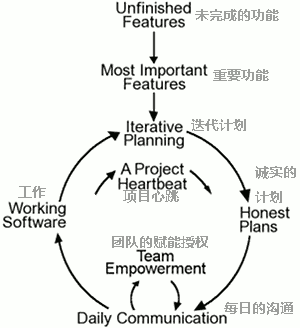 Unfinished
Features
未完成的功能
Most Important
Features
重要功能
Iterative
Planning
迭代计划
A Project
Heartbeat
项目心跳
诚实的
计划
Honest
Plans
工作
Working
Software
团队的赋能授权
Team
Empowerment
每日的沟通
Daily Communication